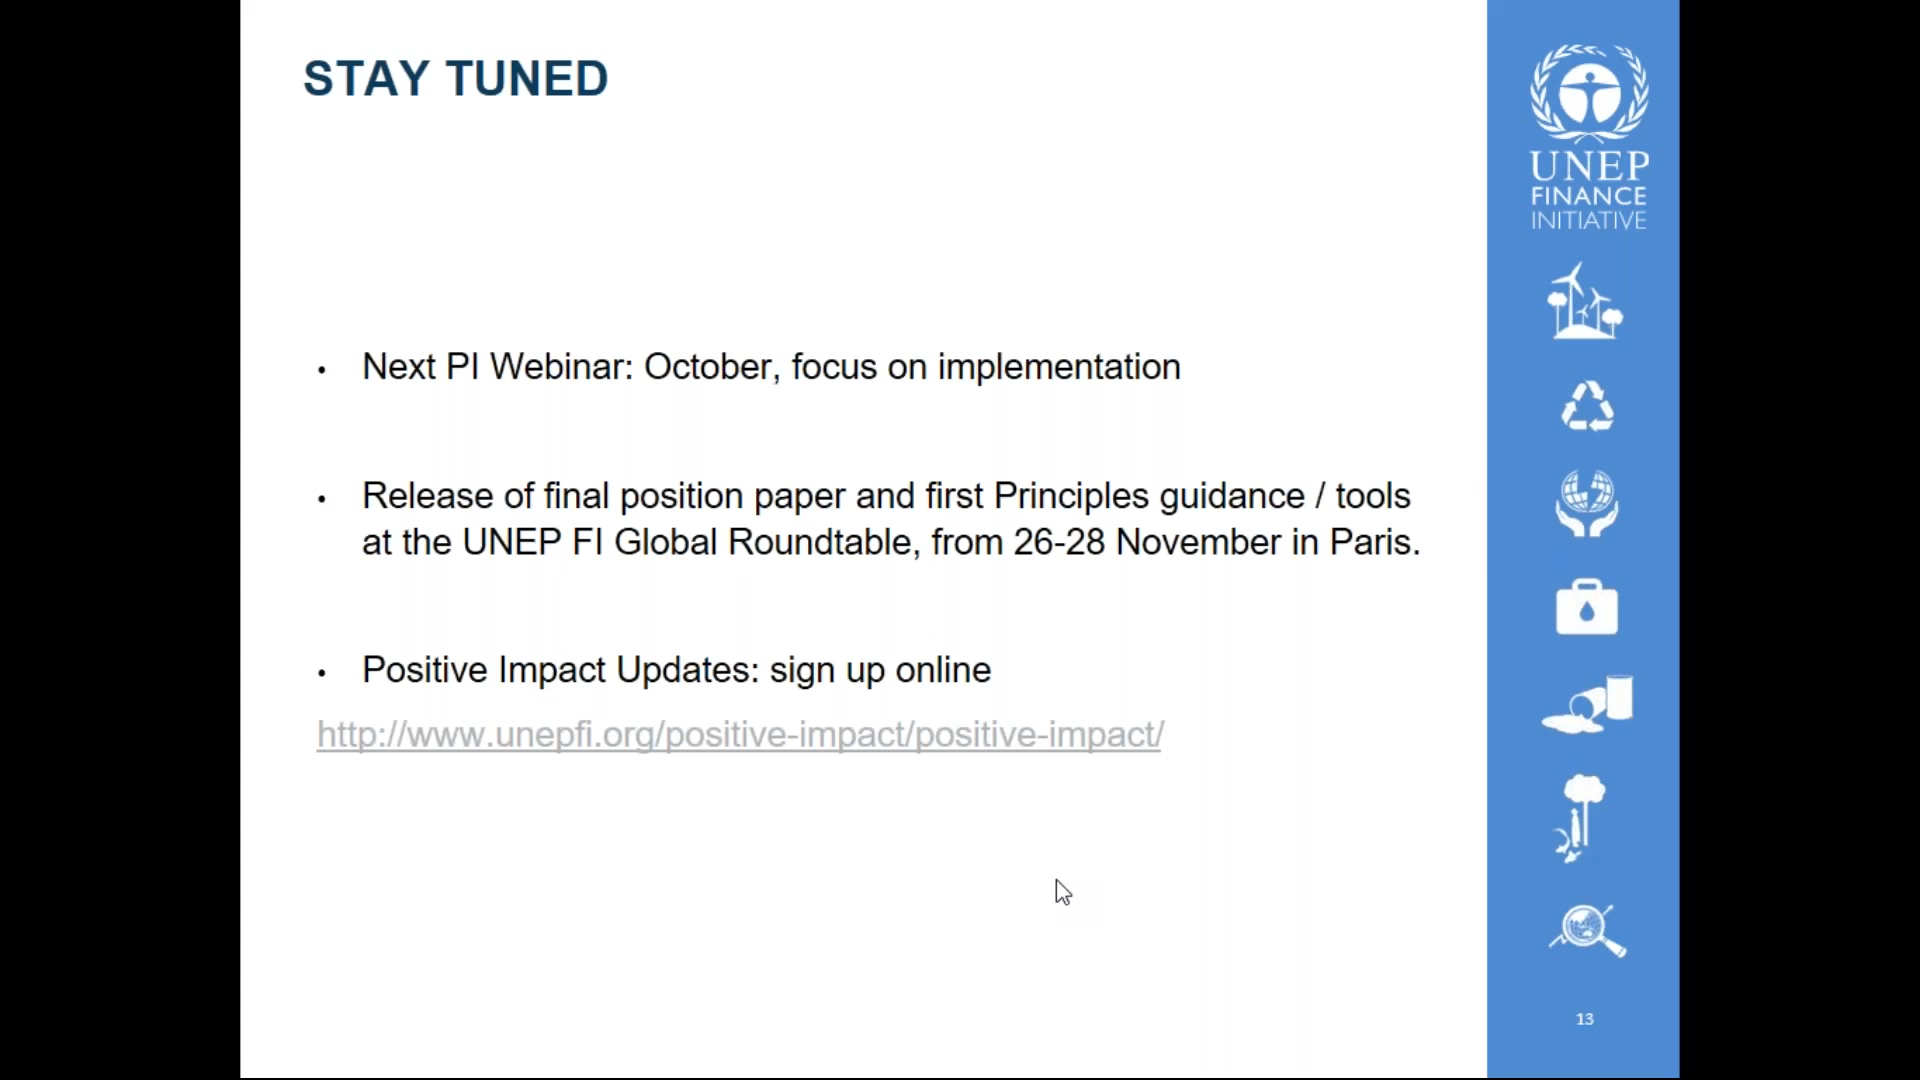 STAY TUNED
• Next PI Webinar: October, focus on implementation
• Release of final position paper and first Principles guidance / tools
at the UNEP FI Global Roundtable, from 26-28 November in Paris.
• Positive Impact Updates: sign up online
http://www.unepfi.org/positive-impact/positive-impact/
UNEP
FINANCE
INITIATIVE
13